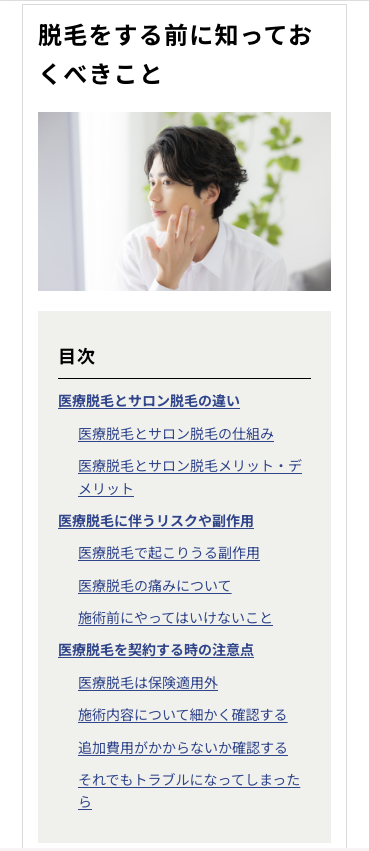 脱毛をする前に知ってお
くべきこと
目次
医療脱毛とサロン脱毛の違い
医療脱毛とサロン脱毛の仕組み
医療脱毛とサロン脱毛メリット・デ
メリット
医療脱毛に伴うリスクや副作用
医療脱毛で起こりうる副作用
医療脱毛の痛みについて
施術前にやってはいけないこと
医療脱毛を契約する時の注意点
医療脱毛は保険適用外
施術内容について細かく確認する
追加費用がかからないか確認する
それでもトラブルになってしまった
ら